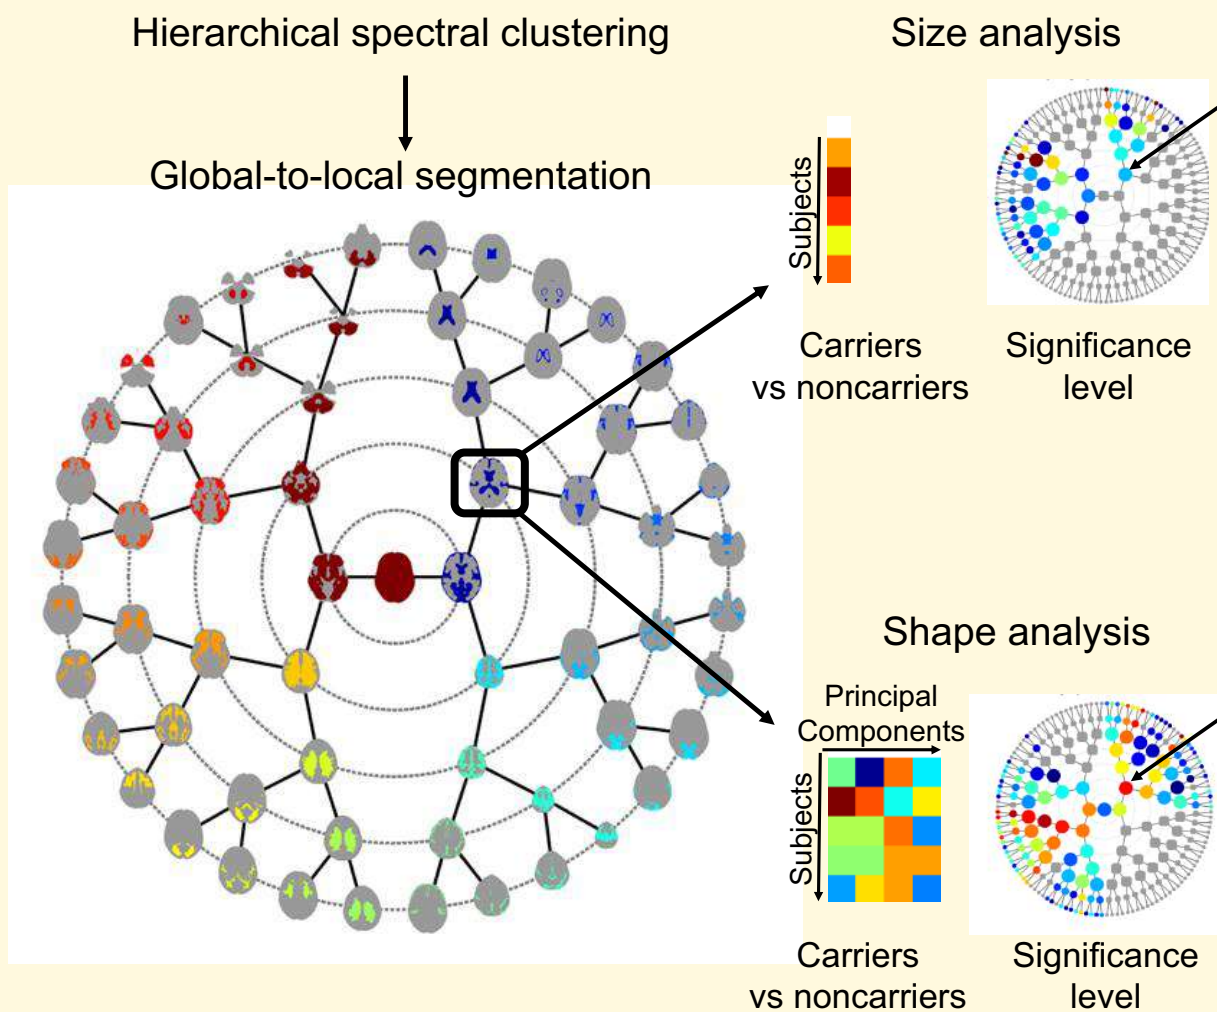 Hierarchical spectral clustering
Global-to-local segmentation
Size analysis
Subjects
Carriers
vs noncarriers
Significance
level
Shape analysis
Principal
Components
Subjects
Carriers
vs noncarriers
Significance
level